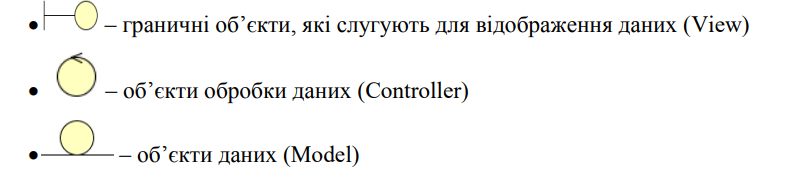 • – граничні об’єкти, які слугують для відображення даних (View)
• – об’єкти обробки даних (Controller)
• – об’єкти даних (Model)